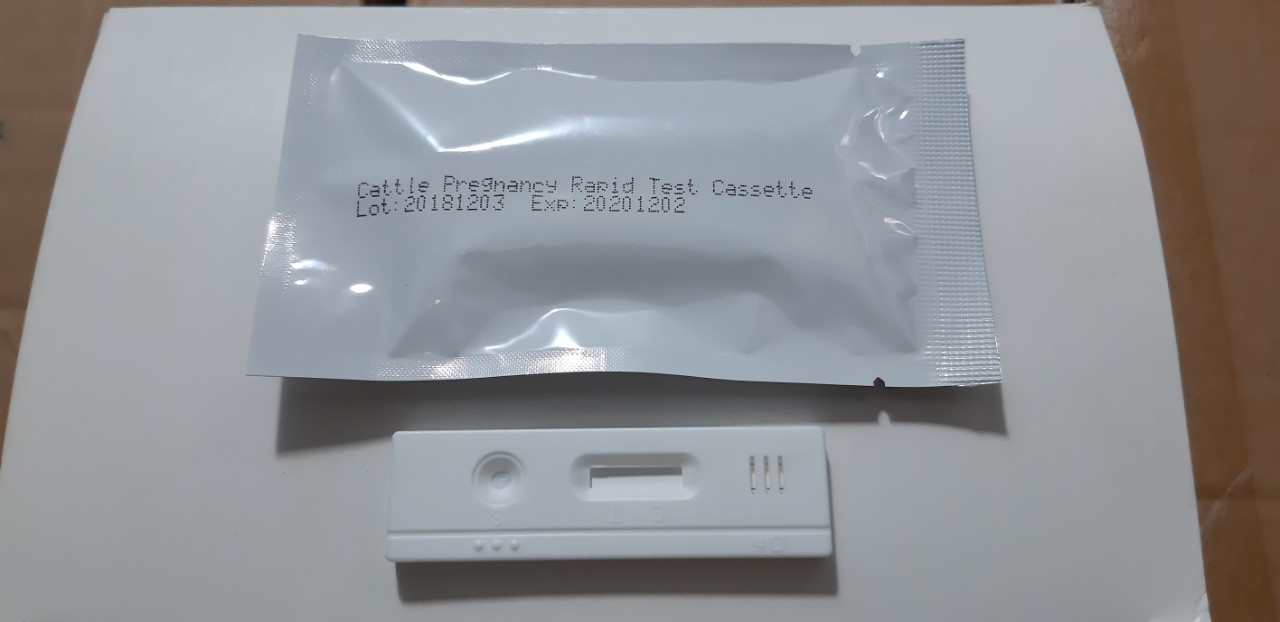 Cattle Pregnancy Rapid Test Cassette
Lot:20181203 Exp:20201202
S T C